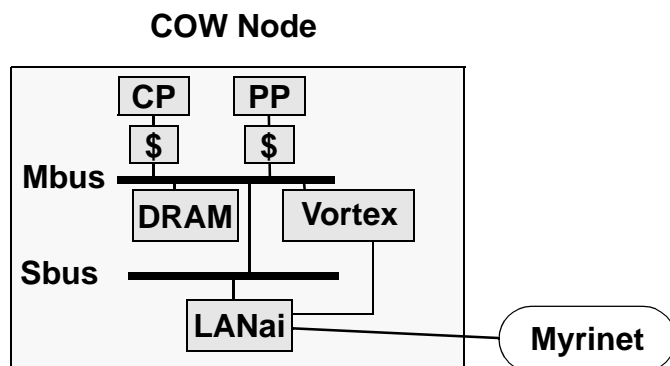 COW Node
CP PP
$ $
Mbus
DRAM Vortex
Sbus
LANai
Myrinet